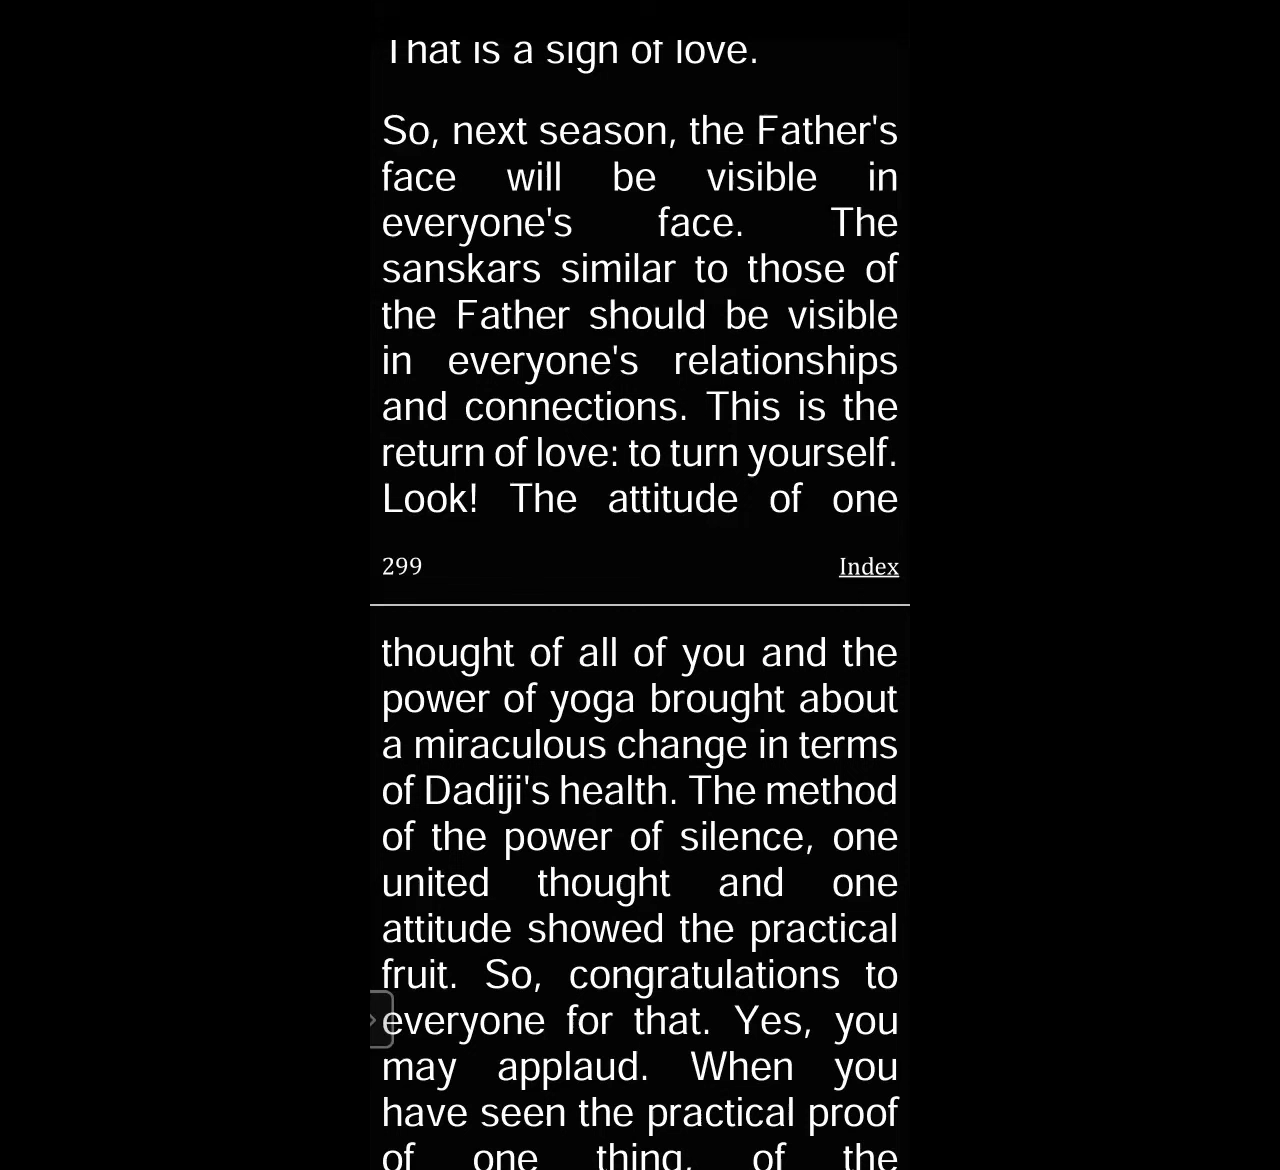 That is a sign of love.
So, next season, the Father's
face will be visible in
everyone's face. The
sanskars similar to those of
the Father should be visible
in everyone's relationships
and connections. This is the
return of love: to turn yourself.
Look! The attitude of one
299 Index
thought of all of you and the
power of yoga brought about
a miraculous change in terms
of Dadiji's health. The method
of the power of silence, one
united thought and one
attitude showed the practical
fruit. So, congratulations to
everyone for that. Yes, you
may applaud. When you
have seen the practical proof
of one thing, of the